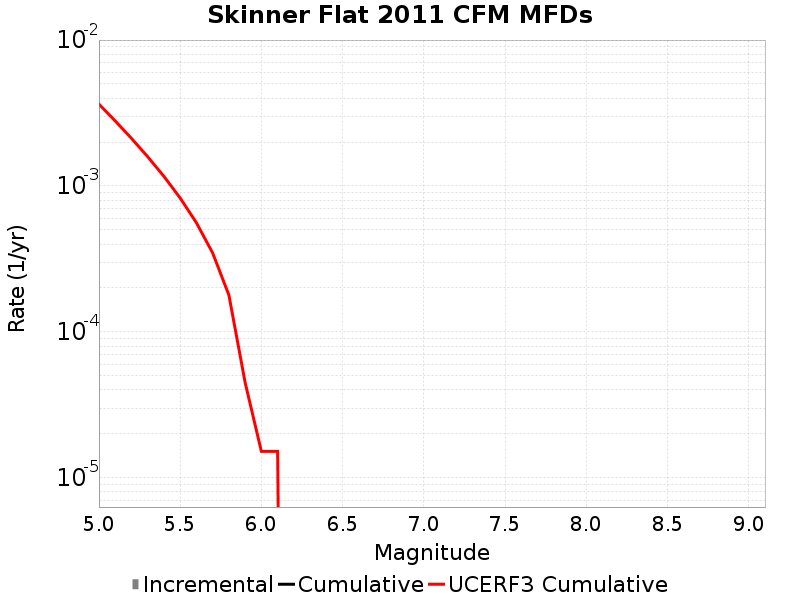 Skinner Flat 2011 CFM MFDs
10-2
10-3
10-4
10-5
Rate (1/yr)
5.0 5.5 6.0 6.5 7.0 7.5 8.0 8.5 9.0
Magnitude
Incremental Cumulative UCERF3 Cumulative